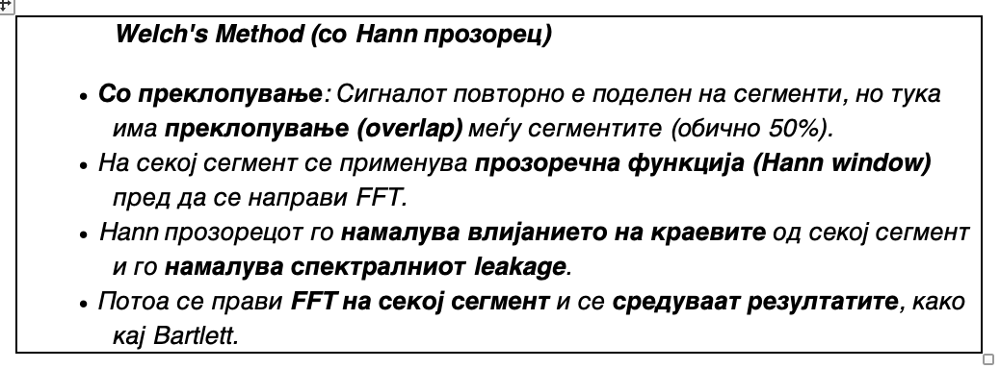 Welch's Method (со Hann прозорец)
• Со преклопување: Сигналот повторно е поделен на сегменти, но тука
има преклопување (overlap) меѓу сегментите (обично 50%).
• На секој сегмент се применува прозоречна функција (Hann window)
пред да се направи FFT.
• Hann прозорецот го намалува влијанието на краевите од секој сегмент
и го намалува спектралниот leakage.
• Потоа се прави FFT на секој сегмент и се средуваат резултатите, како
кај Bartlett.